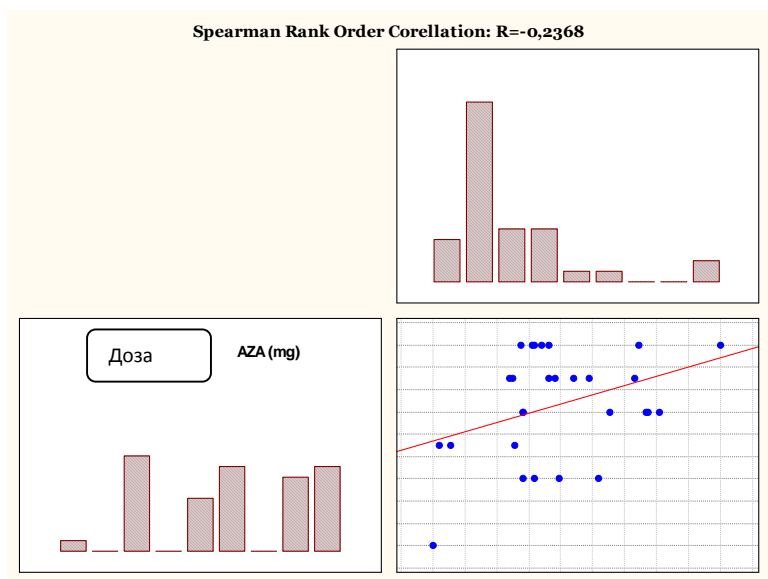 Spearman Rank Order Corellation: R=-0,2368
Доза
AZA (mg)